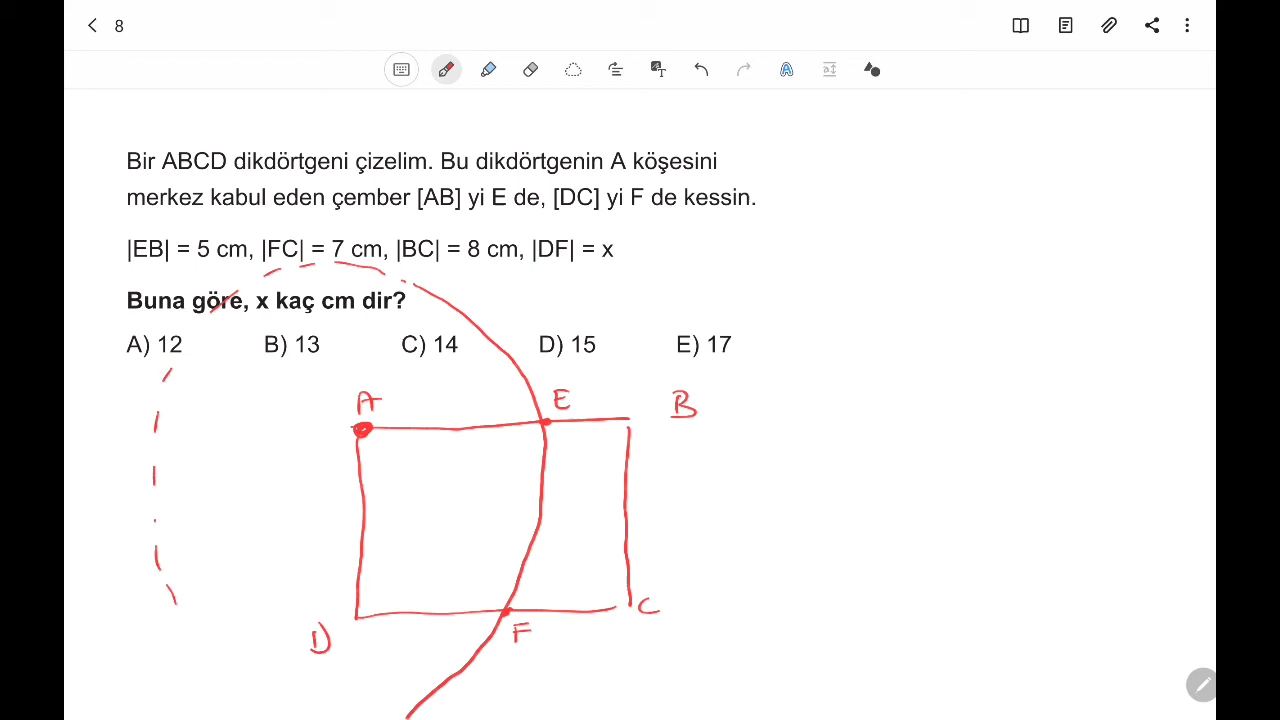 8
Bir ABCD dikdörtgeni çizelim. Bu dikdörtgenin A köşesini
merkez kabul eden çember [AB] yi E de, [DC] yi F de kessin.
|EB| = 5 cm, |FC| = 7 cm, |BC| = 8 cm, |DF| = x
Buna göre, x kaç cm dir?
A) 12 B) 13 C) 14 D) 15 E) 17
A E B
D F C